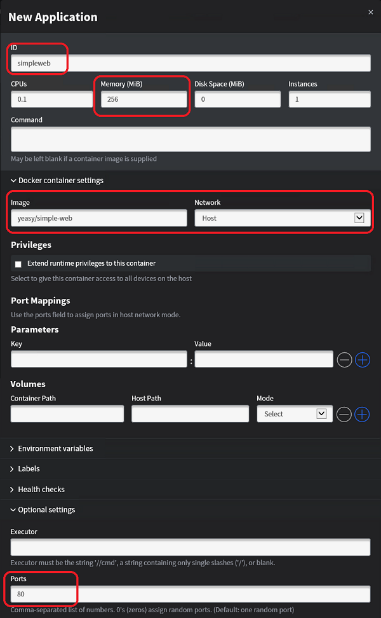 New Application
×
ID
simpleweb
CPUs Memory (MiB) Disk Space (MiB) Instances
0.1 256 0 1
Command
May be left blank if a container image is supplied
Docker container settings
Image Network
yeasy/simple-web Host
Privileges
Extend runtime privileges to this container
Select to give this container access to all devices on the host
Port Mappings
Use the ports field to assign ports in host network mode.
Parameters
Key Value
:
Volumes
Container Path Host Path Mode
Select
Environment variables
Labels
Health checks
Optional settings
Executor
Executor must be the string '//cmd', a string containing only single slashes ('/'), or blank.
Ports
80
Comma-separated list of numbers. 0's (zeros) assign random ports. (Default: one random port)